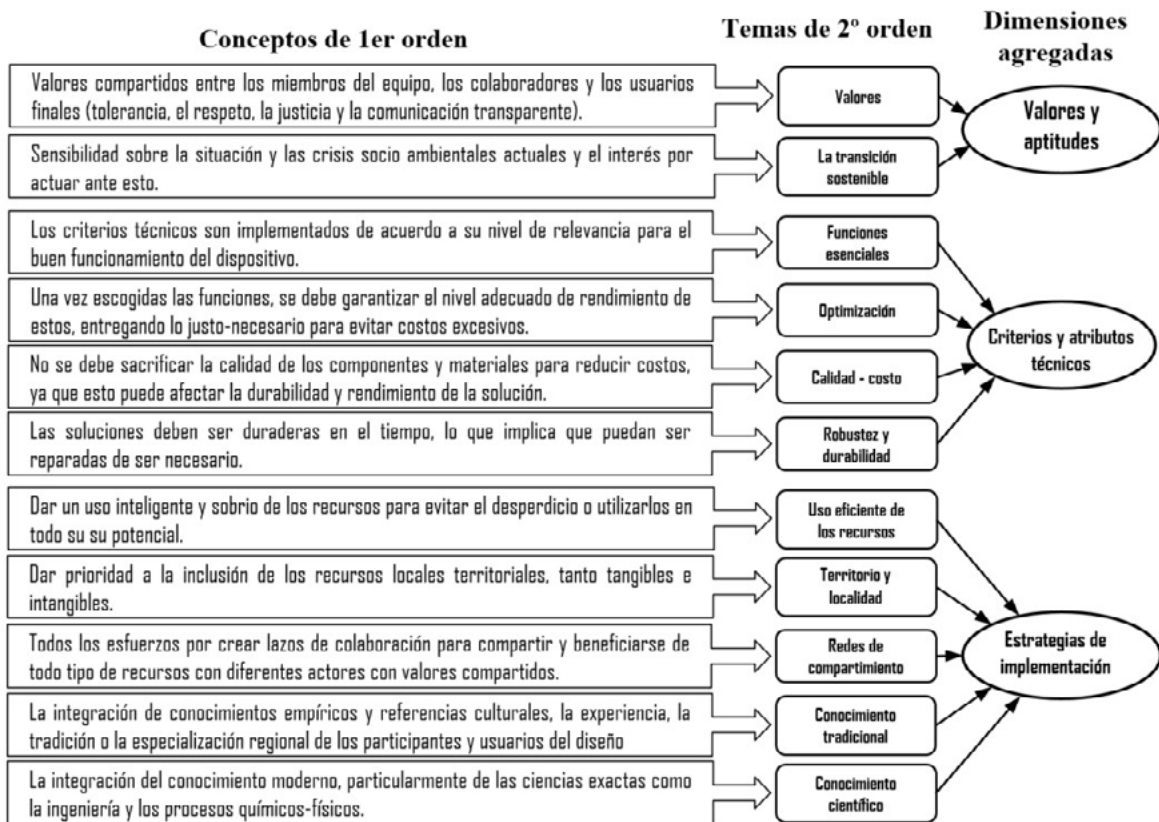 Conceptos de 1er orden
Temas de 2º orden
Dimensiones
agregadas
Valores compartidos entre los miembros del equipo, los colaboradores y los usuarios
finales (tolerancia, el respeto, la justicia y la comunicación transparente).
Valores
Valores y
aptitudes
Sensibilidad sobre la situación y las crisis socio ambientales actuales y el interés por
actuar ante esto.
La transición
sostenible
Los criterios técnicos son implementados de acuerdo a su nivel de relevancia para el
buen funcionamiento del dispositivo.
Funciones
esenciales
Una vez escogidas las funciones, se debe garantizar el nivel adecuado de rendimiento de
estos, entregando lo justo-necesario para evitar costos excesivos.
Optimización
Criterios y atributos
técnicos
No se debe sacrificar la calidad de los componentes y materiales para reducir costos,
ya que esto puede afectar la durabilidad y rendimiento de la solución.
Calidad - costo
Las soluciones deben ser duraderas en el tiempo, lo que implica que puedan ser
reparadas de ser necesario.
Robustez y
durabilidad
Dar un uso inteligente y sobrio de los recursos para evitar el desperdicio o utilizarlos en
todo su su potencial.
Uso eficiente de
los recursos
Dar prioridad a la inclusión de los recursos locales territoriales, tanto tangibles e
intangibles.
Territorio y
localidad
Todos los esfuerzos por crear lazos de colaboración para compartir y beneficiarse de
todo tipo de recursos con diferentes actores con valores compartidos.
Redes de
compartimiento
Estrategias de
implementación
La integración de conocimientos empíricos y referencias culturales, la experiencia, la
tradición o la especialización regional de los participantes y usuarios del diseño
Conocimiento
tradicional
La integración del conocimiento moderno, particularmente de las ciencias exactas como
la ingeniería y los procesos químicos-físicos.
Conocimiento
científico